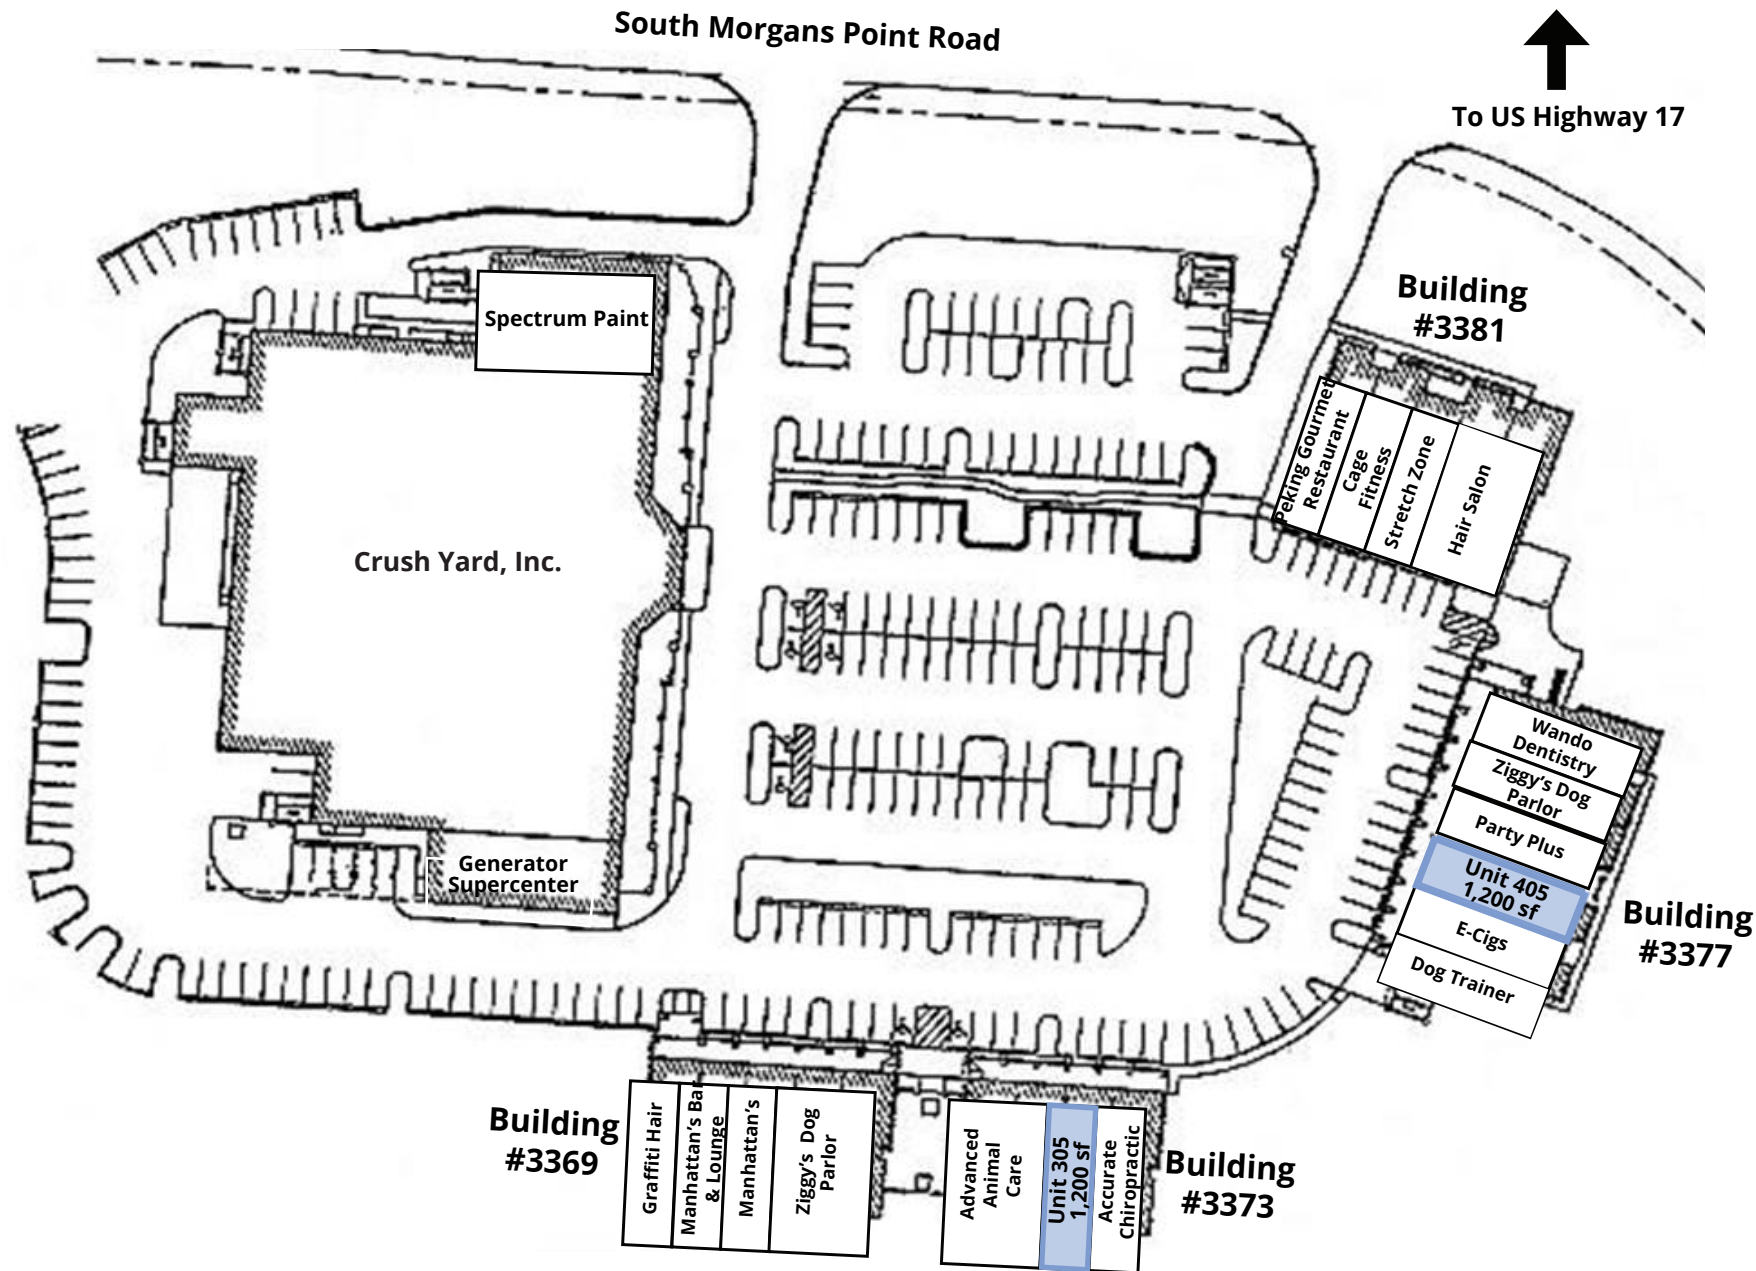 South Morgans Point Road
To US Highway 17
Building
#3381
Spectrum Paint
Peking Gourmet
Restaurant
Cage
Fitness
Stretch Zone
Hair Salon
Crush Yard, Inc.
Wando
Dentistry
Ziggy's Dog
Parlor
Party Plus
Unit 405
1,200 sf
E-Cigs
Dog Trainer
Building
#3377
Generator
Supercenter
Building
#3369
Graffiti Hair
Manhattan's Bar
& Lounge
Manhattan's
Ziggy's Dog
Parlor
Advanced
Animal
Care
Unit 305
1,200 sf
Accurate
Chiropractic
Building
#3373